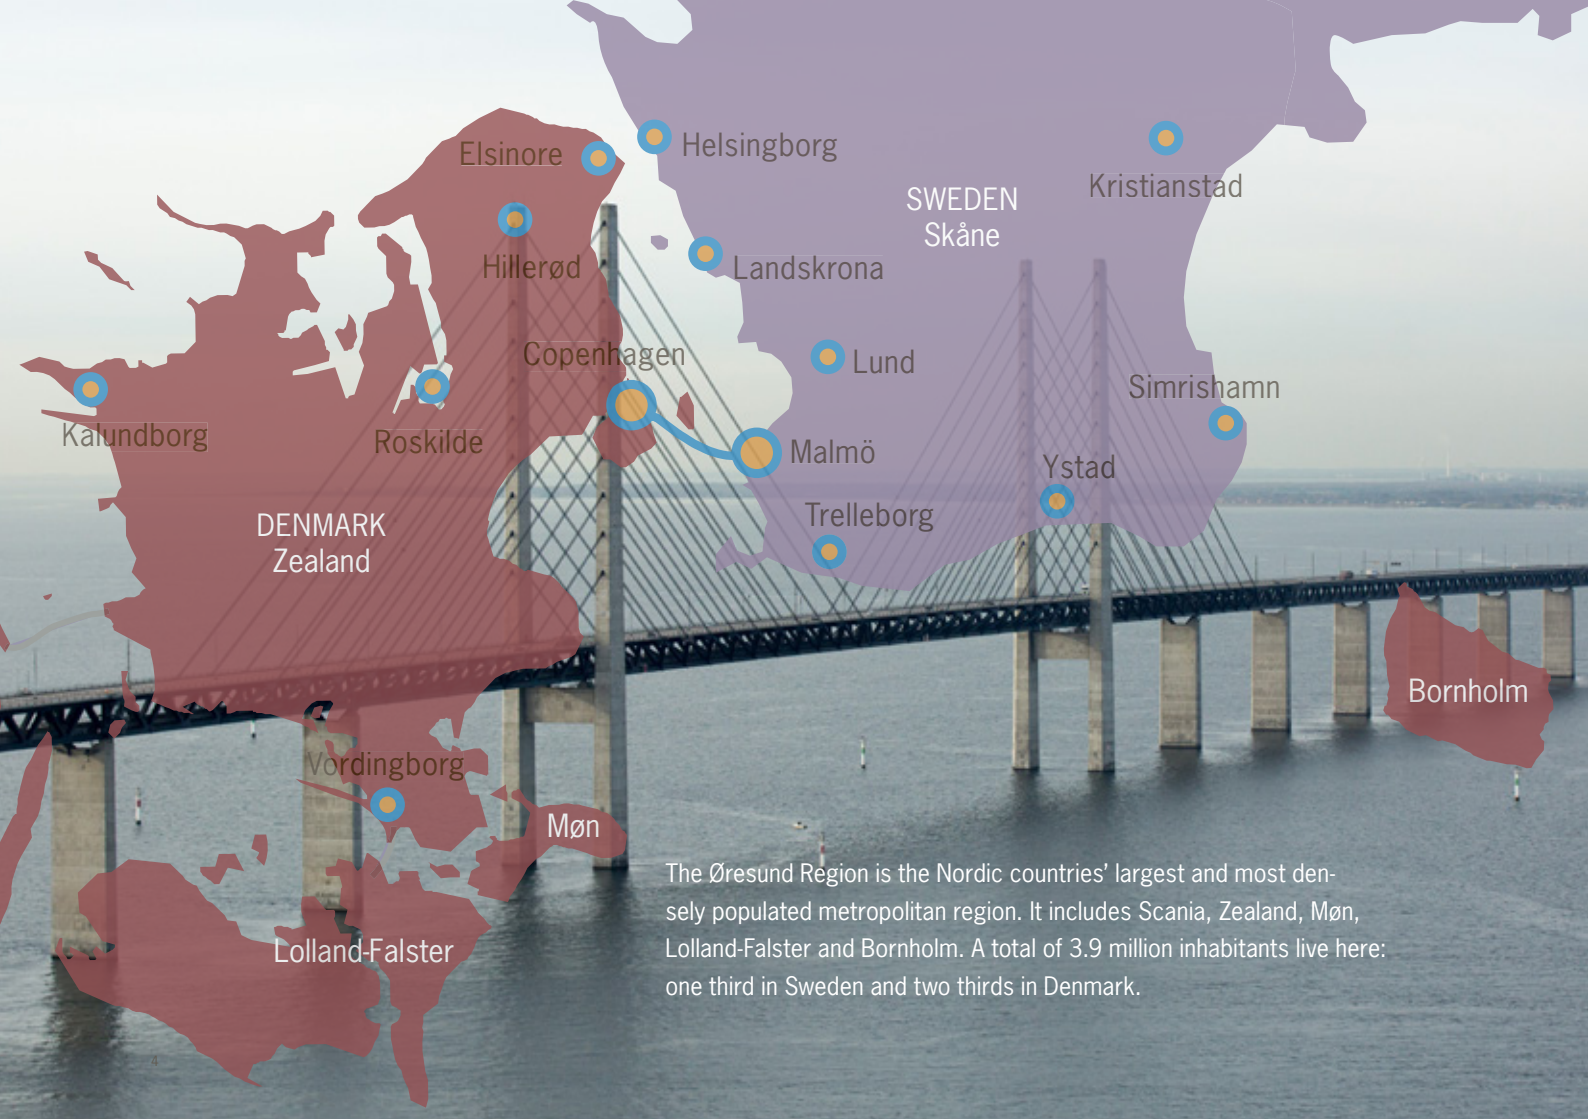 Elsinore
Helsingborg
Kristianstad
SWEDEN
Skåne
Hillerød
Landskrona
Copenhagen
Lund
Simrishamn
Kalundborg
Roskilde
Malmö
Ystad
Trelleborg
DENMARK
Zealand
Bornholm
Vordingborg
Møn
The Øresund Region is the Nordic countries’ largest and most den-
sely populated metropolitan region. It includes Scania, Zealand, Møn,
Lolland-Falster and Bornholm. A total of 3.9 million inhabitants live here:
one third in Sweden and two thirds in Denmark.
Lolland-Falster
4